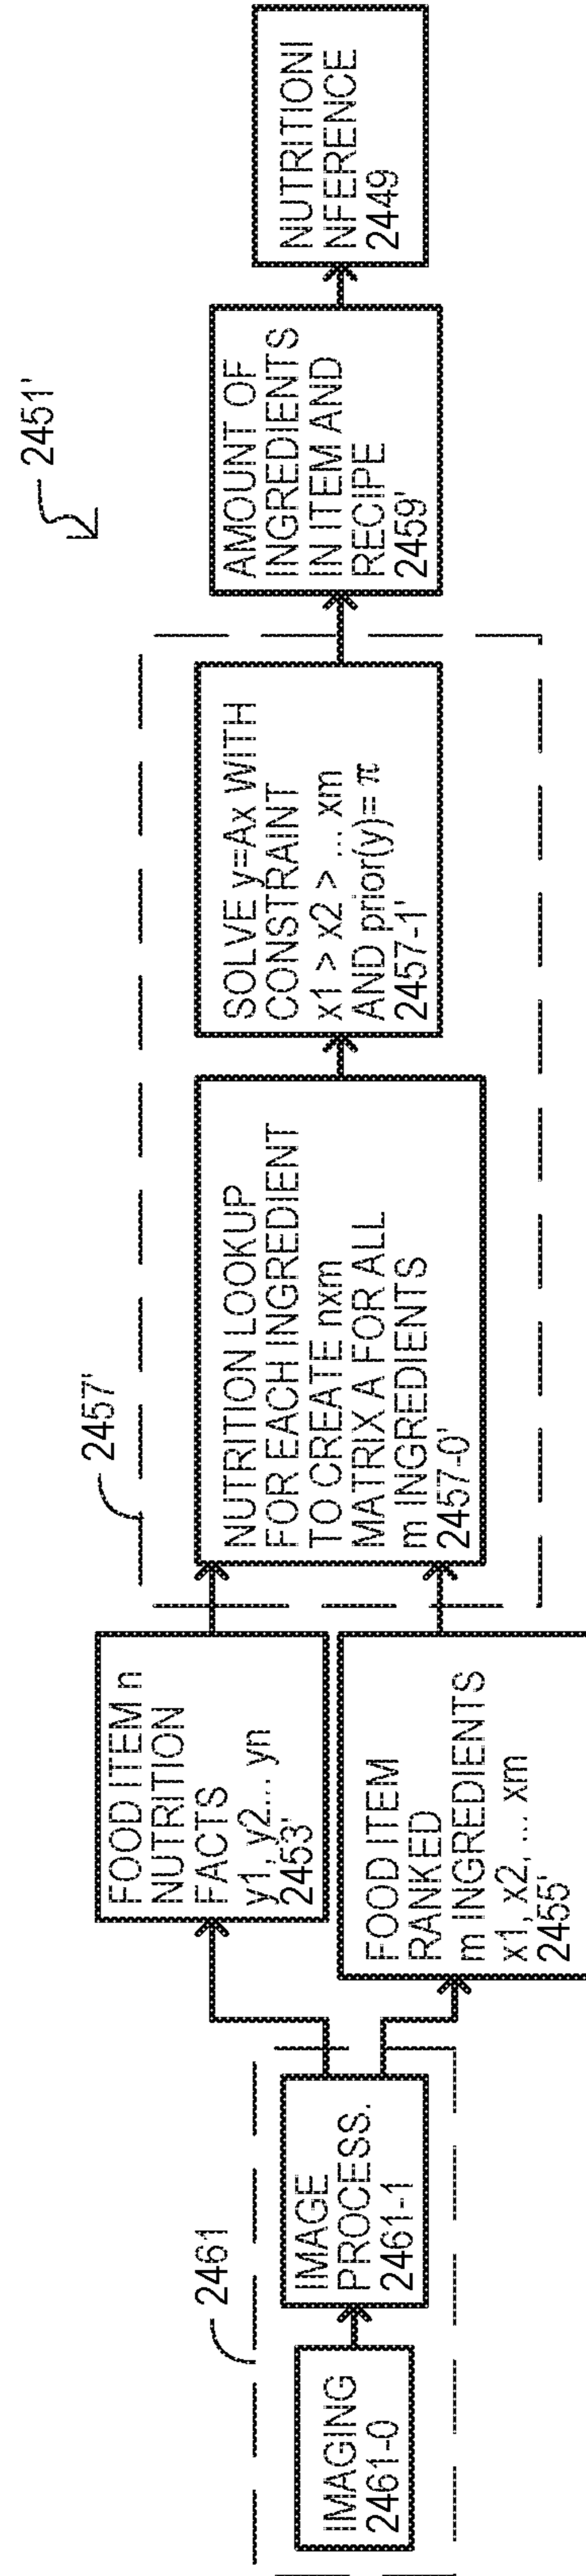 2451'
2461
IMAGING
2461-0
IMAGE
PROCESS.
2461-1
FOOD ITEM n
NUTRITION
FACTS
y1, y2... yn
2453'
FOOD ITEM
RANKED
m INGREDIENTS
x1, x2, ... xm
2455'
2457'
NUTRITION LOOKUP
FOR EACH INGREDIENT
TO CREATE nxm
MATRIX A FOR ALL
m INGREDIENTS
2457-0'
SOLVE y=Ax WITH
CONSTRAINT
x1 > x2 > ... xm
AND prior(y)= π
2457-1'
AMOUNT OF
INGREDIENTS
IN ITEM AND
RECIPE
2459'
NUTRITIONI
NFERENCE
2449